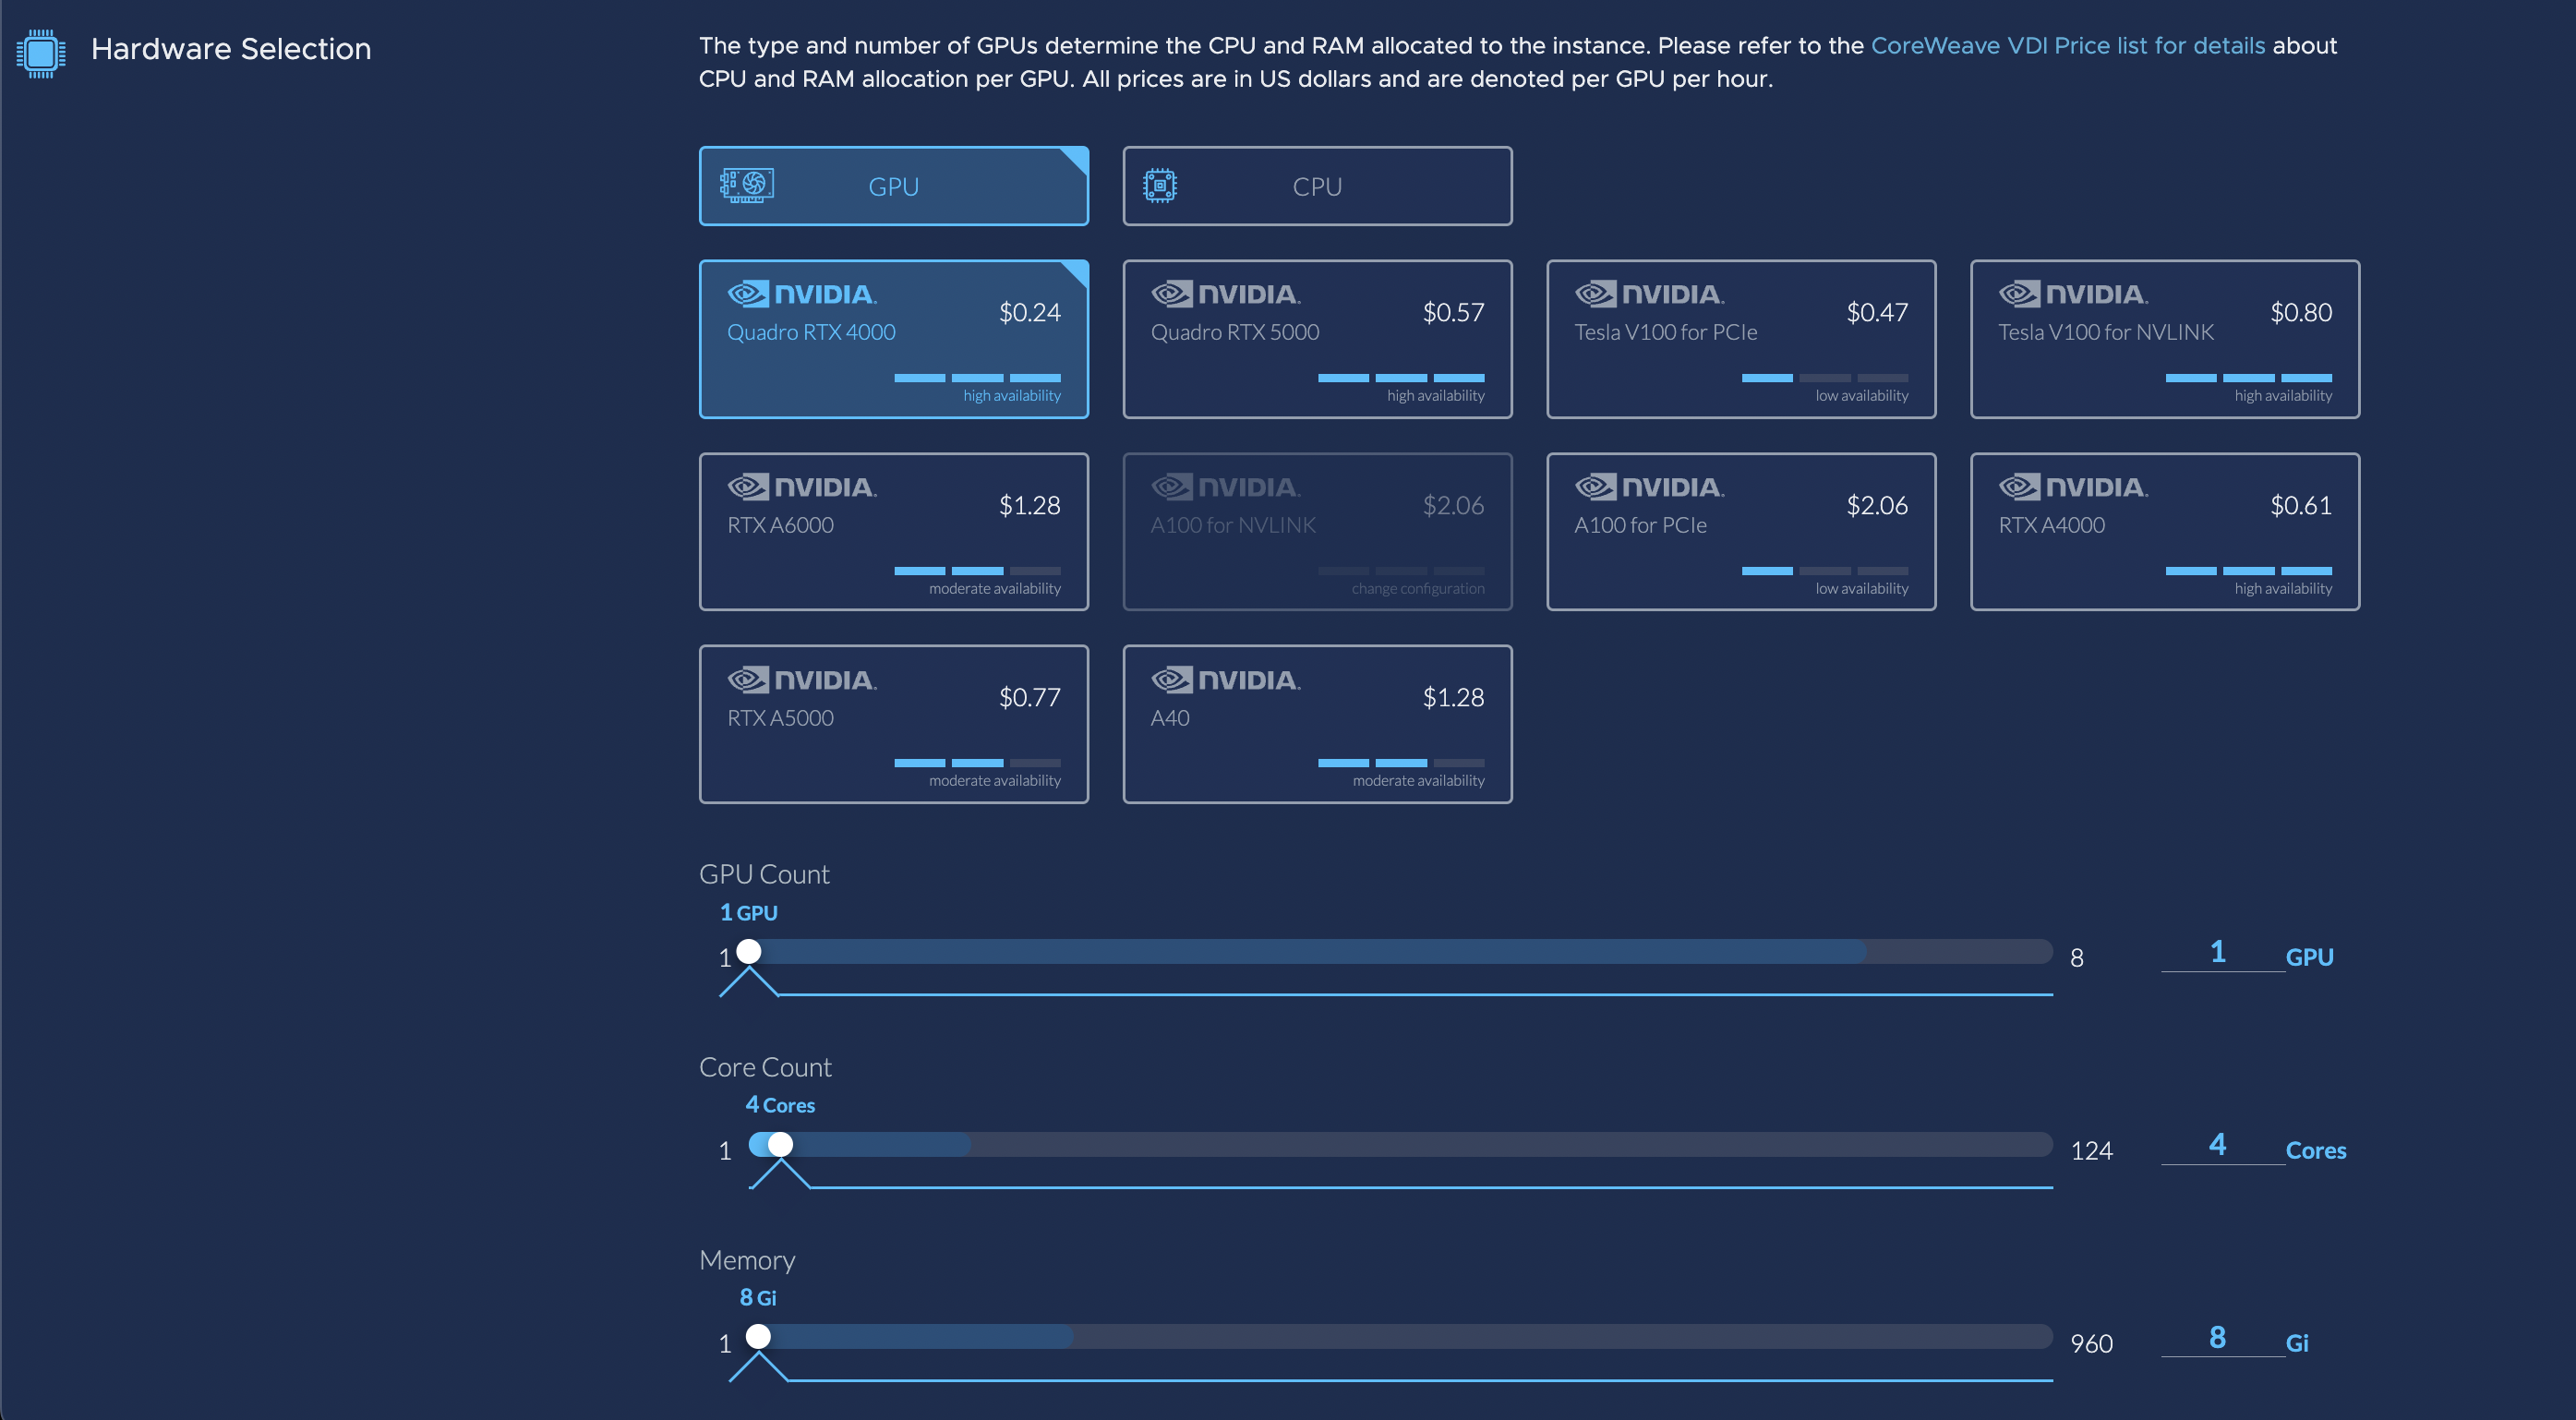 Hardware Selection
The type and number of GPUs determine the CPU and RAM allocated to the instance. Please refer to the CoreWeave VDI Price list for details about
CPU and RAM allocation per GPU. All prices are in US dollars and are denoted per GPU per hour.
GPU
CPU
NVIDIA.
Quadro RTX 4000
$0.24
high availability
NVIDIA.
Quadro RTX 5000
$0.57
high availability
NVIDIA.
Tesla V100 for PCIe
$0.47
low availability
NVIDIA.
Tesla V100 for NVLINK
$0.80
high availability
NVIDIA.
RTX A6000
$1.28
moderate availability
NVIDIA.
A100 for NVLINK
$2.06
change configuration
NVIDIA.
A100 for PCIe
$2.06
low availability
NVIDIA.
RTX A4000
$0.61
high availability
NVIDIA.
RTX A5000
$0.77
moderate availability
NVIDIA.
A40
$1.28
moderate availability
GPU Count
1 GPU
1
8
1 GPU
Core Count
4 Cores
1
124
4 Cores
Memory
8 Gi
1
960
8 Gi